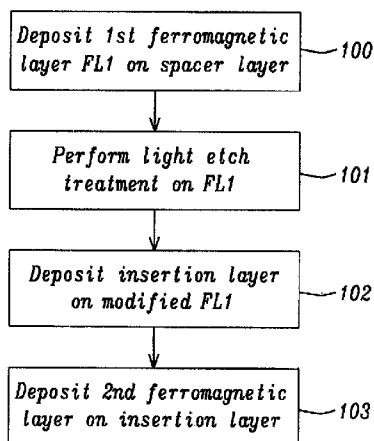 Deposit 1st ferromagnetic
layer FL1 on spacer layer
100
Perform light etch
treatment on FL1
101
Deposit insertion layer
on modified FL1
102
Deposit 2nd ferromagnetic
layer on insertion layer
103